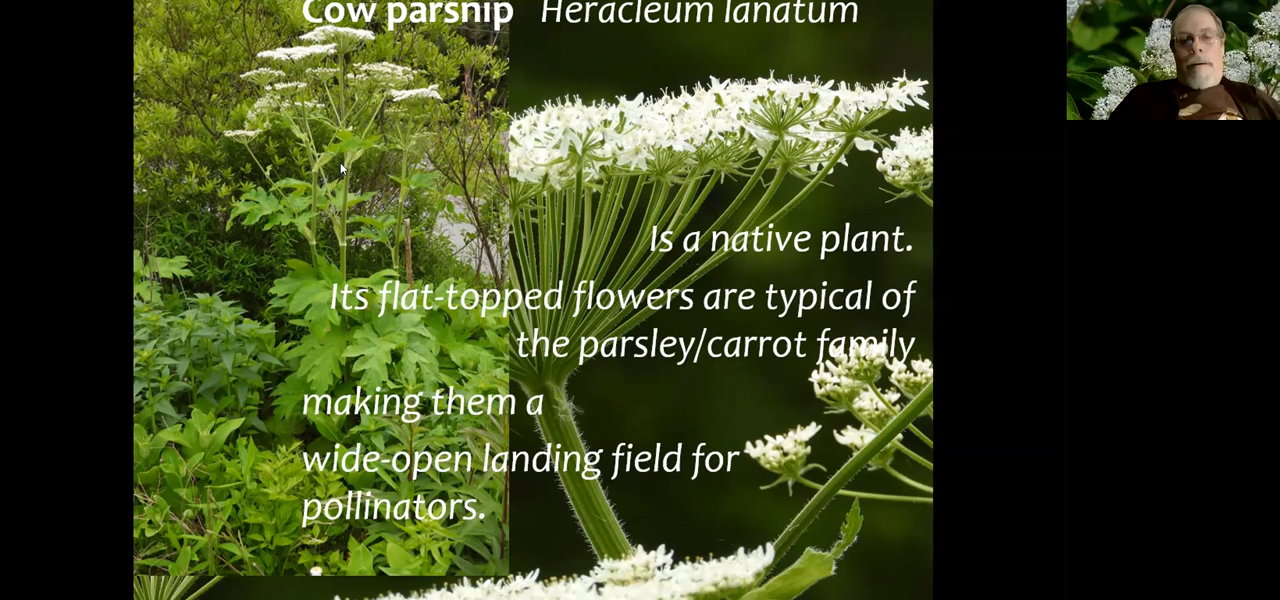 Cow parsnip Heracleum lanatum
Is a native plant.
Its flat-topped flowers are typical of
the parsley/carrot family
making them a
wide-open landing field for
pollinators.